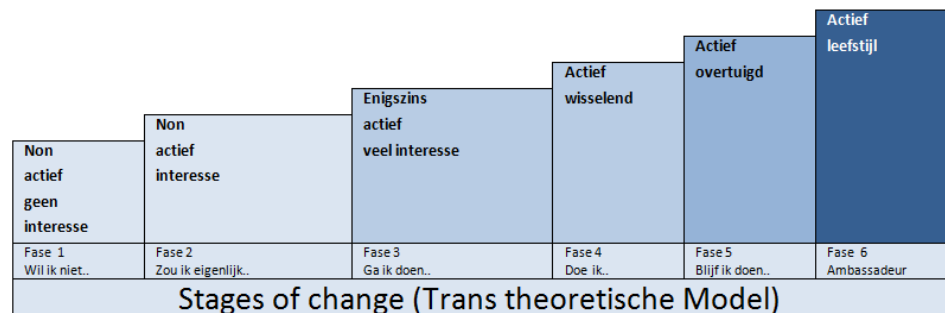 Non
actief
geen
interesse
Non
actief
interesse
Enigszins
actief
veel interesse
Actief
wisselend
Actief
overtuigd
Actief
leefstijl
Fase 1
Wil ik niet..
Fase 2
Zou ik eigenlijk..
Fase 3
Ga ik doen..
Fase 4
Doe ik..
Fase 5
Blijf ik doen..
Fase 6
Ambassadeur
Stages of change (Trans theoretische Model)